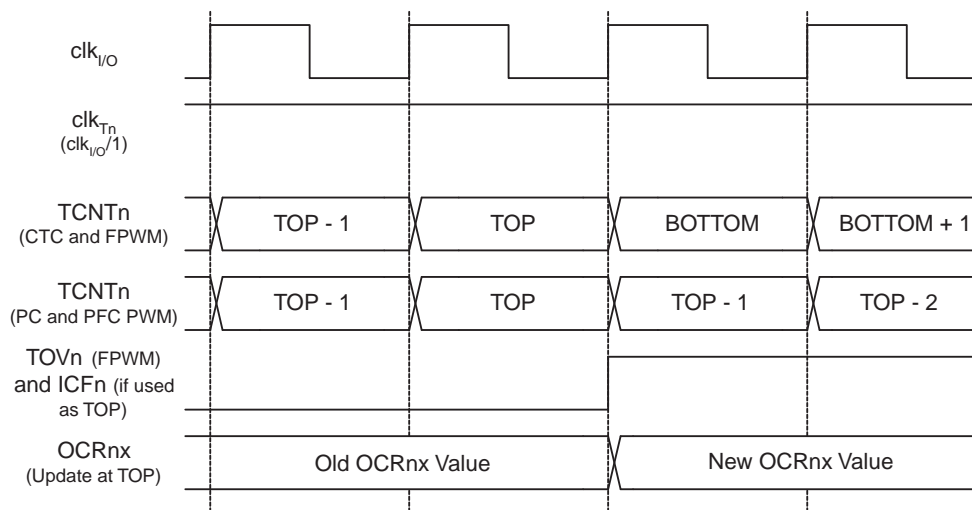 clkI/O
clkTn
(clkI/O/1)
TCNTn
(CTC and FPWM)
TOP - 1
TOP
BOTTOM
BOTTOM + 1
TCNTn
(PC and PFC PWM)
TOP - 1
TOP
TOP - 1
TOP - 2
TOVn (FPWM)
and ICFn (if used
as TOP)
OCRnx
(Update at TOP)
Old OCRnx Value
New OCRnx Value